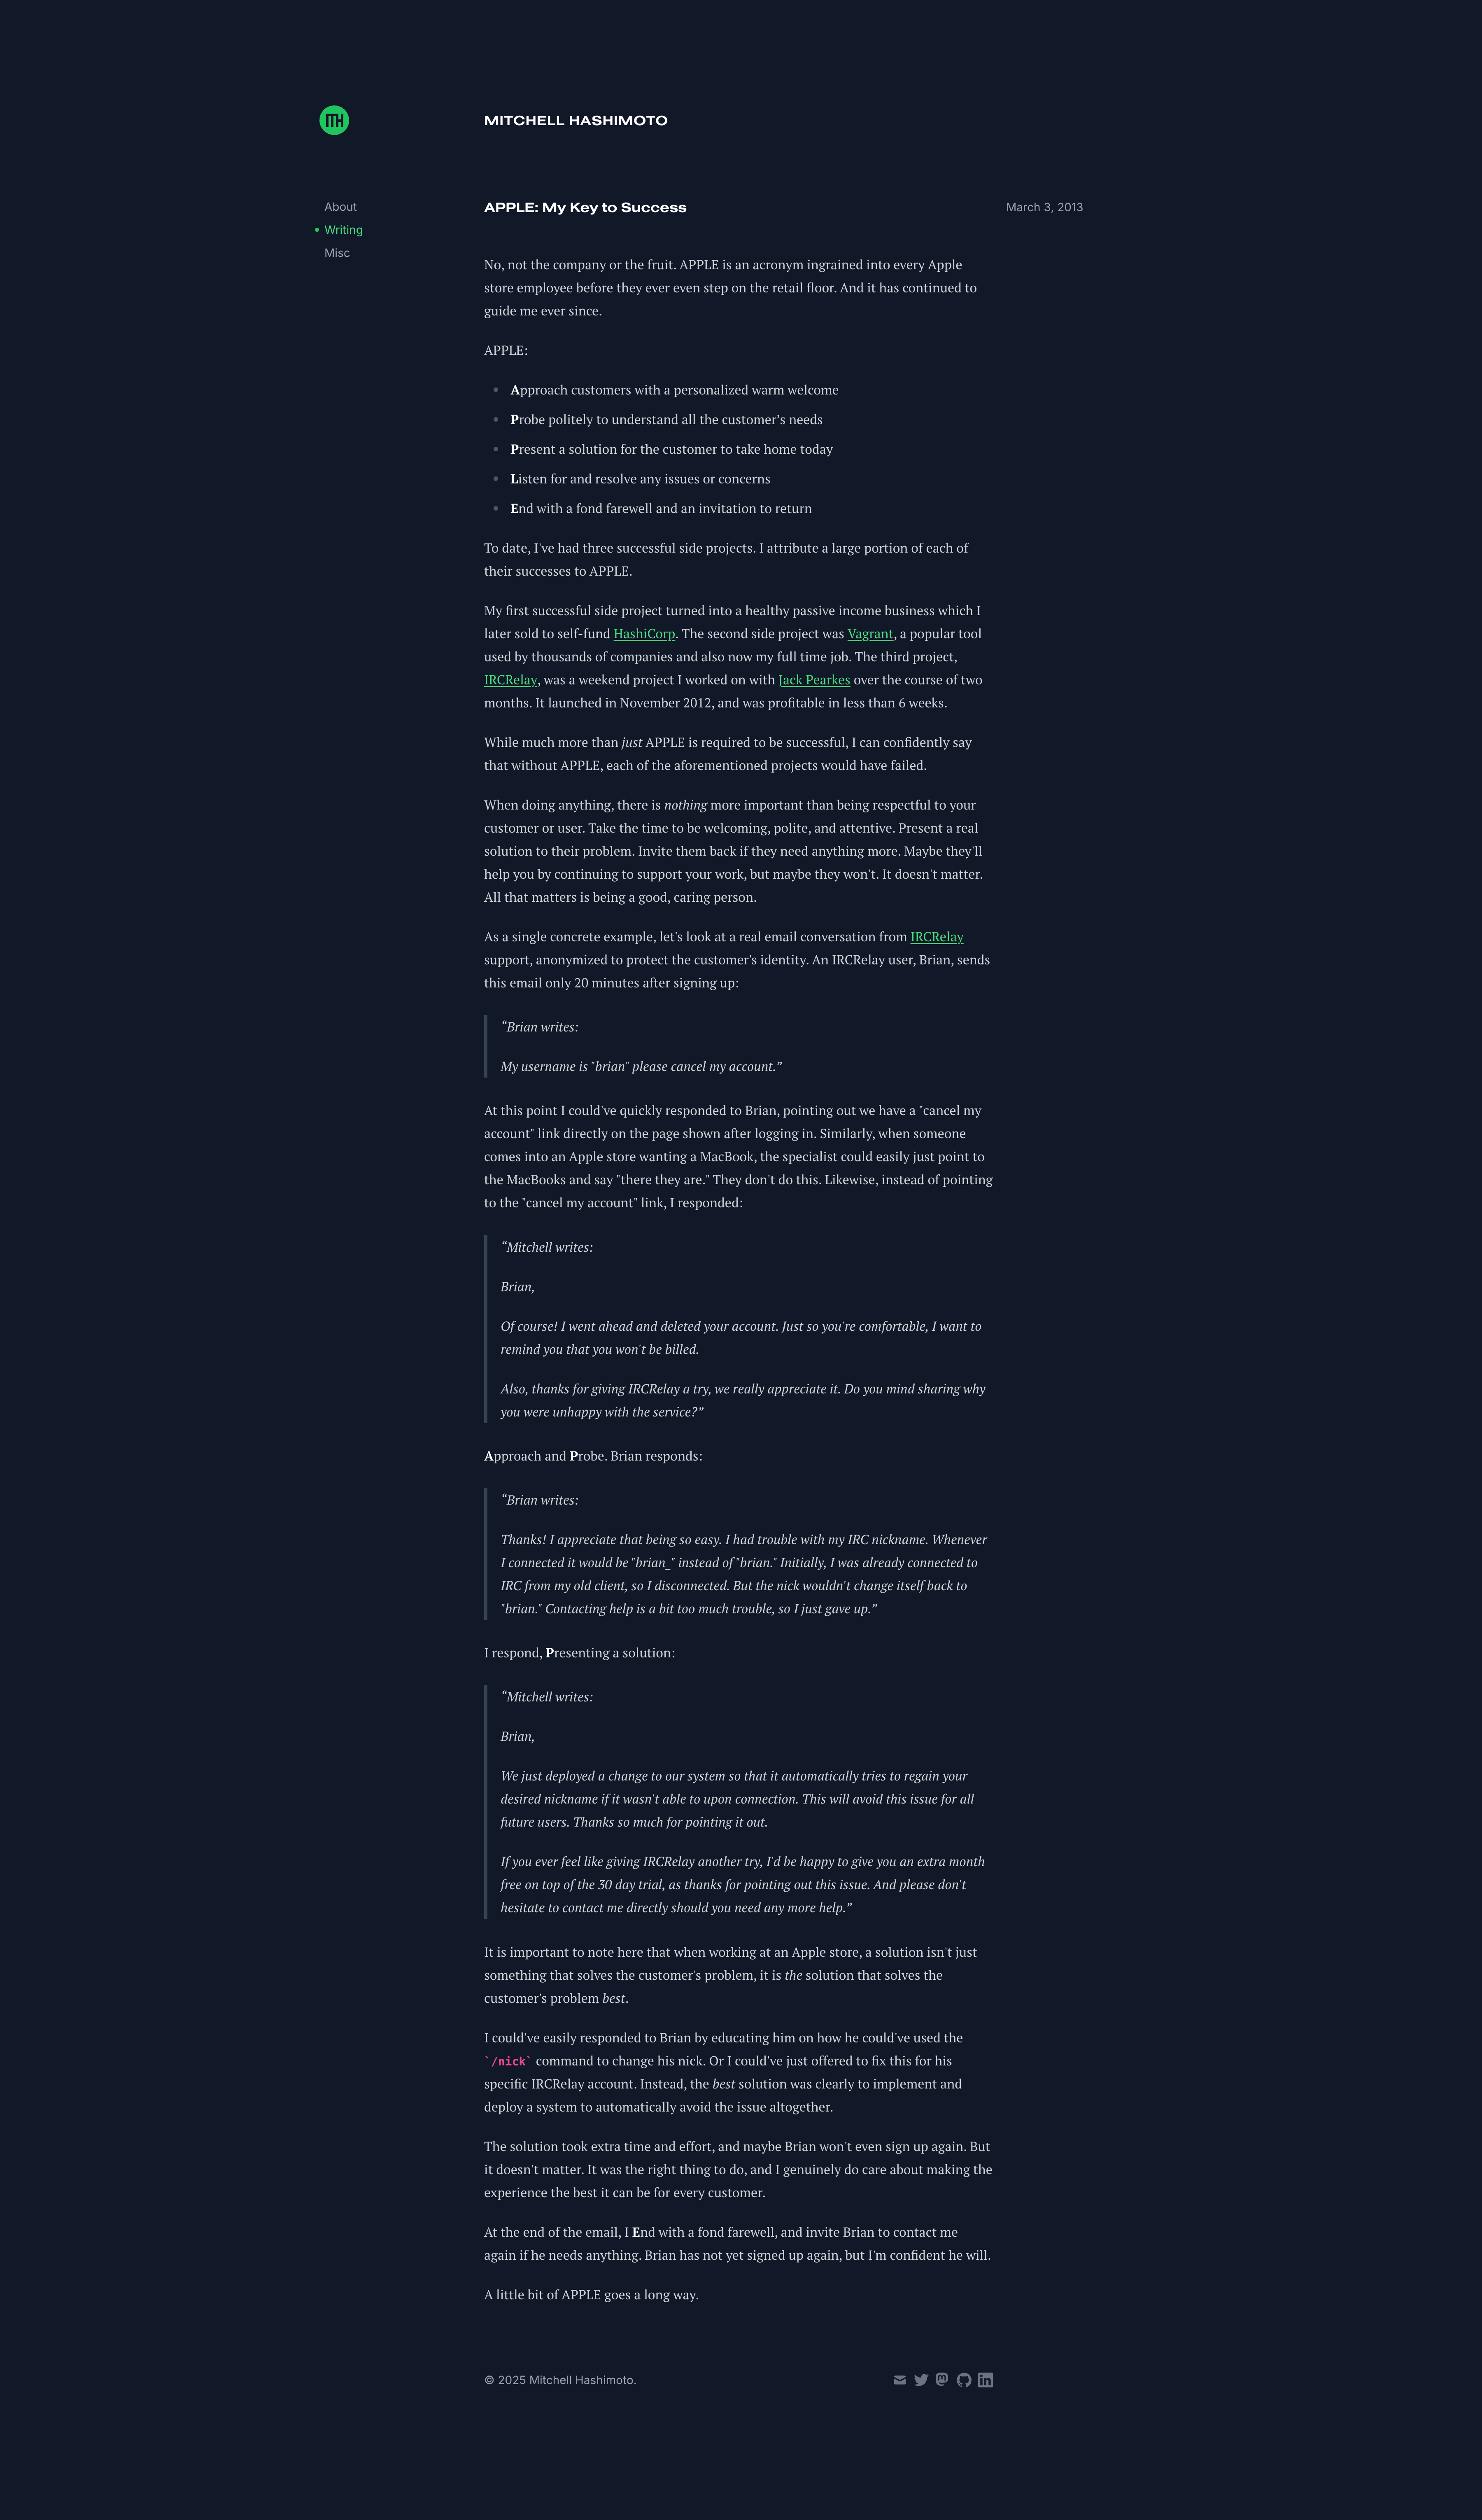 MH
MITCHELL HASHIMOTO
About
Writing
Misc
APPLE: My Key to Success
March 3, 2013
No, not the company or the fruit. APPLE is an acronym ingrained into every Apple
store employee before they ever even step on the retail floor. And it has continued to
guide me ever since.
APPLE:
Approach customers with a personalized warm welcome
Probe politely to understand all the customer’s needs
Present a solution for the customer to take home today
Listen for and resolve any issues or concerns
End with a fond farewell and an invitation to return
To date, I've had three successful side projects. I attribute a large portion of each of
their successes to APPLE.
My first successful side project turned into a healthy passive income business which I
later sold to self-fund HashiCorp. The second side project was Vagrant, a popular tool
used by thousands of companies and also now my full time job. The third project,
IRCRelay, was a weekend project I worked on with Jack Pearkes over the course of two
months. It launched in November 2012, and was profitable in less than 6 weeks.
While much more than just APPLE is required to be successful, I can confidently say
that without APPLE, each of the aforementioned projects would have failed.
When doing anything, there is nothing more important than being respectful to your
customer or user. Take the time to be welcoming, polite, and attentive. Present a real
solution to their problem. Invite them back if they need anything more. Maybe they'll
help you by continuing to support your work, but maybe they won't. It doesn't matter.
All that matters is being a good, caring person.
As a single concrete example, let's look at a real email conversation from IRCRelay
support, anonymized to protect the customer's identity. An IRCRelay user, Brian, sends
this email only 20 minutes after signing up:
“Brian writes:
My username is "brian" please cancel my account.”
At this point I could've quickly responded to Brian, pointing out we have a "cancel my
account" link directly on the page shown after logging in. Similarly, when someone
comes into an Apple store wanting a MacBook, the specialist could easily just point to
the MacBooks and say "there they are." They don't do this. Likewise, instead of pointing
to the "cancel my account" link, I responded:
“Mitchell writes:
Brian,
Of course! I went ahead and deleted your account. Just so you're comfortable, I want to
remind you that you won't be billed.
Also, thanks for giving IRCRelay a try, we really appreciate it. Do you mind sharing why
you were unhappy with the service?”
Approach and Probe. Brian responds:
“Brian writes:
Thanks! I appreciate that being so easy. I had trouble with my IRC nickname. Whenever
I connected it would be "brian_" instead of "brian." Initially, I was already connected to
IRC from my old client, so I disconnected. But the nick wouldn't change itself back to
"brian." Contacting help is a bit too much trouble, so I just gave up.”
I respond, Presenting a solution:
“Mitchell writes:
Brian,
We just deployed a change to our system so that it automatically tries to regain your
desired nickname if it wasn't able to upon connection. This will avoid this issue for all
future users. Thanks so much for pointing it out.
If you ever feel like giving IRCRelay another try, I'd be happy to give you an extra month
free on top of the 30 day trial, as thanks for pointing out this issue. And please don't
hesitate to contact me directly should you need any more help.”
It is important to note here that when working at an Apple store, a solution isn't just
something that solves the customer's problem, it is the solution that solves the
customer's problem best.
I could've easily responded to Brian by educating him on how he could've used the
`/nick` command to change his nick. Or I could've just offered to fix this for his
specific IRCRelay account. Instead, the best solution was clearly to implement and
deploy a system to automatically avoid the issue altogether.
The solution took extra time and effort, and maybe Brian won't even sign up again. But
it doesn't matter. It was the right thing to do, and I genuinely do care about making the
experience the best it can be for every customer.
At the end of the email, I End with a fond farewell, and invite Brian to contact me
again if he needs anything. Brian has not yet signed up again, but I'm confident he will.
A little bit of APPLE goes a long way.
© 2025 Mitchell Hashimoto.